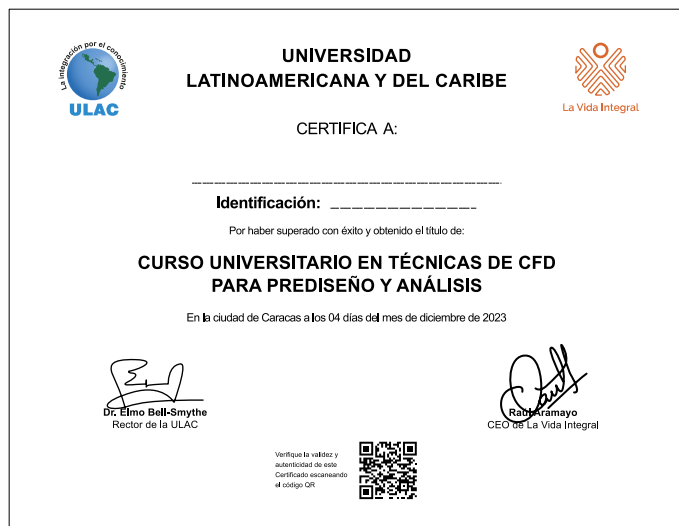 La integración por el conocimiento
ULAC
UNIVERSIDAD
LATINOAMERICANA Y DEL CARIBE
La Vida Integral
CERTIFICA A:
Identificación:
Por haber superado con éxito y obtenido el título de:
CURSO UNIVERSITARIO EN TÉCNICAS DE CFD
PARA PREDISEÑO Y ANÁLISIS
En la ciudad de Caracas a los 04 días del mes de diciembre de 2023
Dr. Elmo Bell-Smythe
Rector de la ULAC
Raul Aramayo
CEO de La Vida Integral
Verifique la validez y
autenticidad de este
Certificado escaneando
el código QR